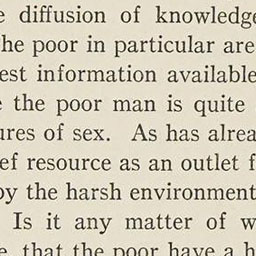 diffusion of knowledge
the poor in particular are
est information available
the poor man is quite
ures of sex. As has alrea
ef resource as an outlet f
by the harsh environment
Is it any matter of w
that the poor have a h